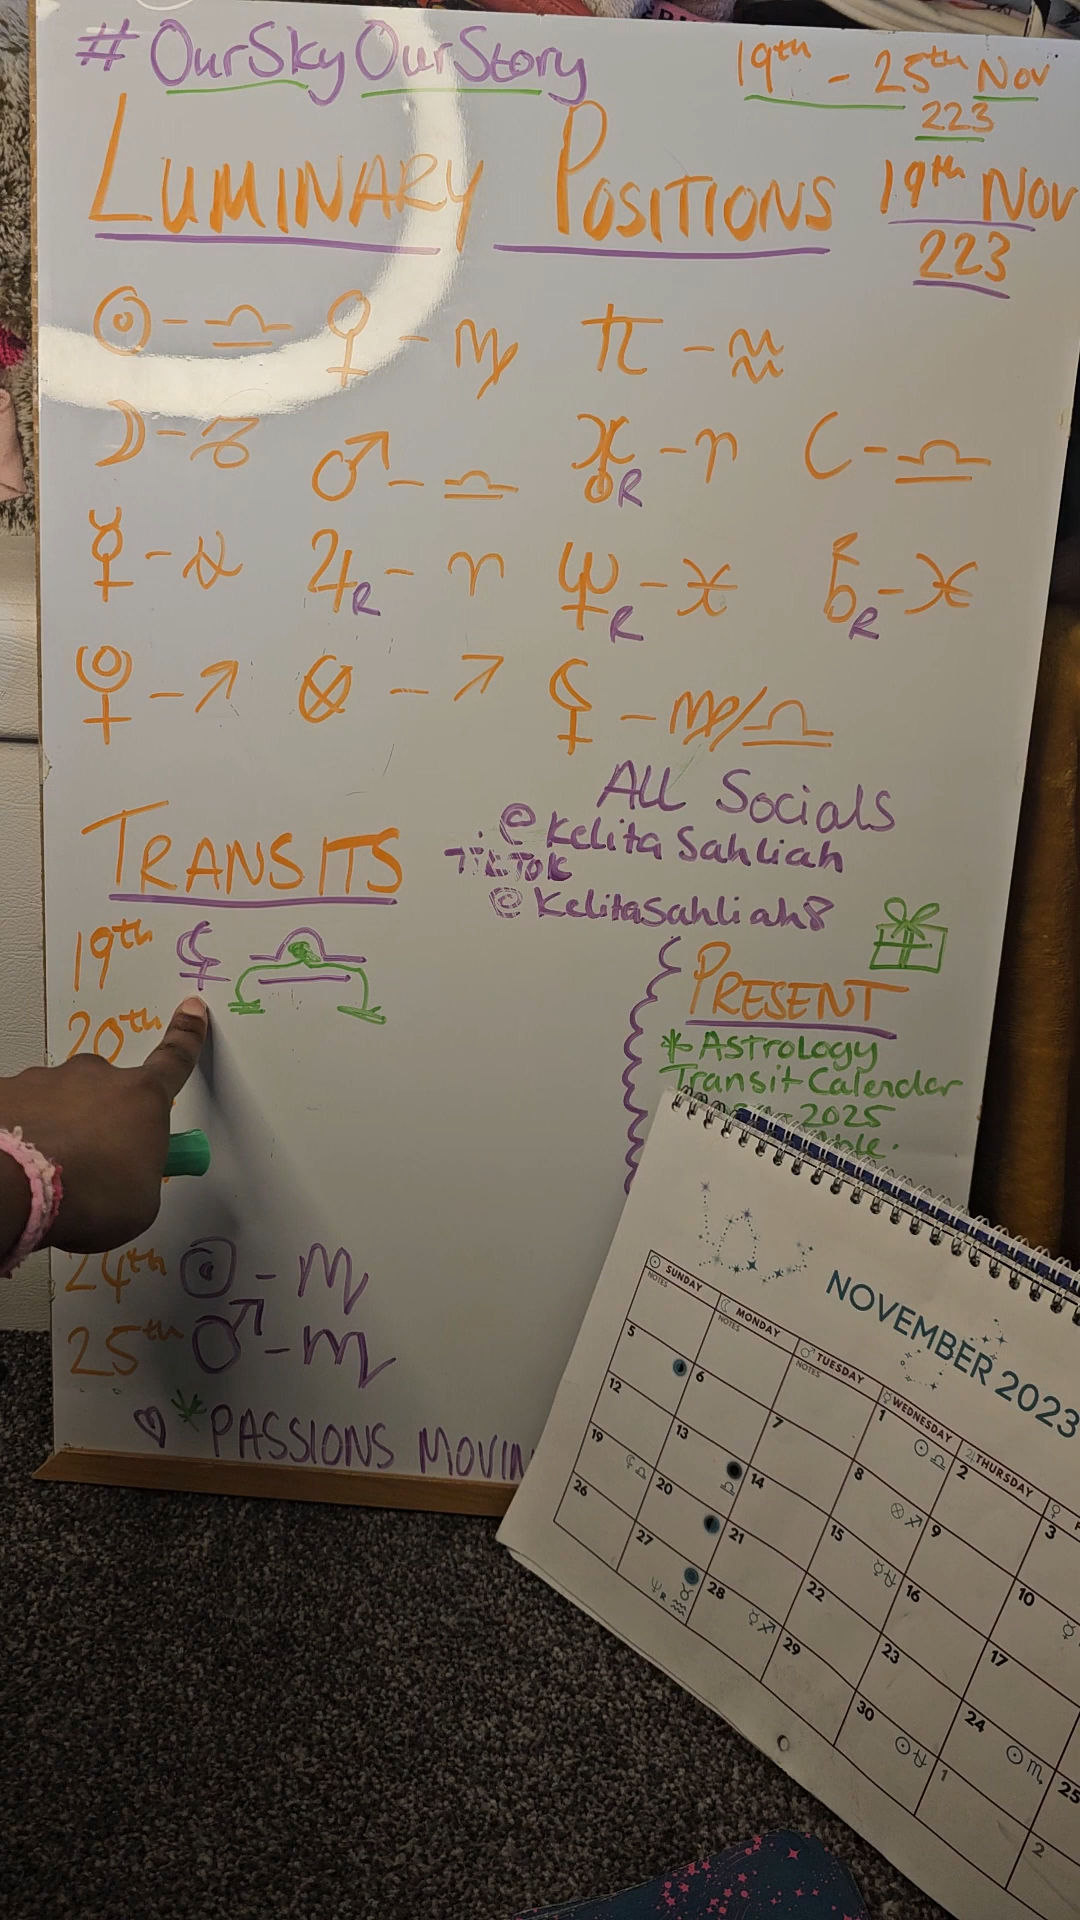 #OurSkyOurStory
19th - 25th Nov
223
LUMINARY POSITIONS
19th NOV
223
☉ - ♎ ♀ - ♍ ♄ - ♒
☽ - ♑ ♂ - ♎ R - ♈ - ♎
☿ - ♃R - ♈ ♆R - ♓ R - ♓
- ⊗ - ⚸ - ♍/♎
ALL Socials
@KelitaSahliah
TikTok
@KelitaSahliah8
TRANSITS
19th ⚸ ♎
20th
24th ☉ - ♏
25th ♂ - ♏
♡ PASSIONS MOVIN
PRESENT
* Astrology
Transit Calendar
2025
NOVEMBER 2023
☉ SUNDAY ☾ MONDAY ♂ TUESDAY ☿ WEDNESDAY ♃ THURSDAY ♀
NOTES NOTES NOTES 1 ☉♎ 2 3
5 6 7 8 ⊗♐ 9 10 ☿
12 13 ♎ 14 15 16 17
19 ⚸♎ 20 21 22 23 24 ☉♏ 25
26 27 ♆R ♒ ♉ 28 ☿♐ 29 30 1 2